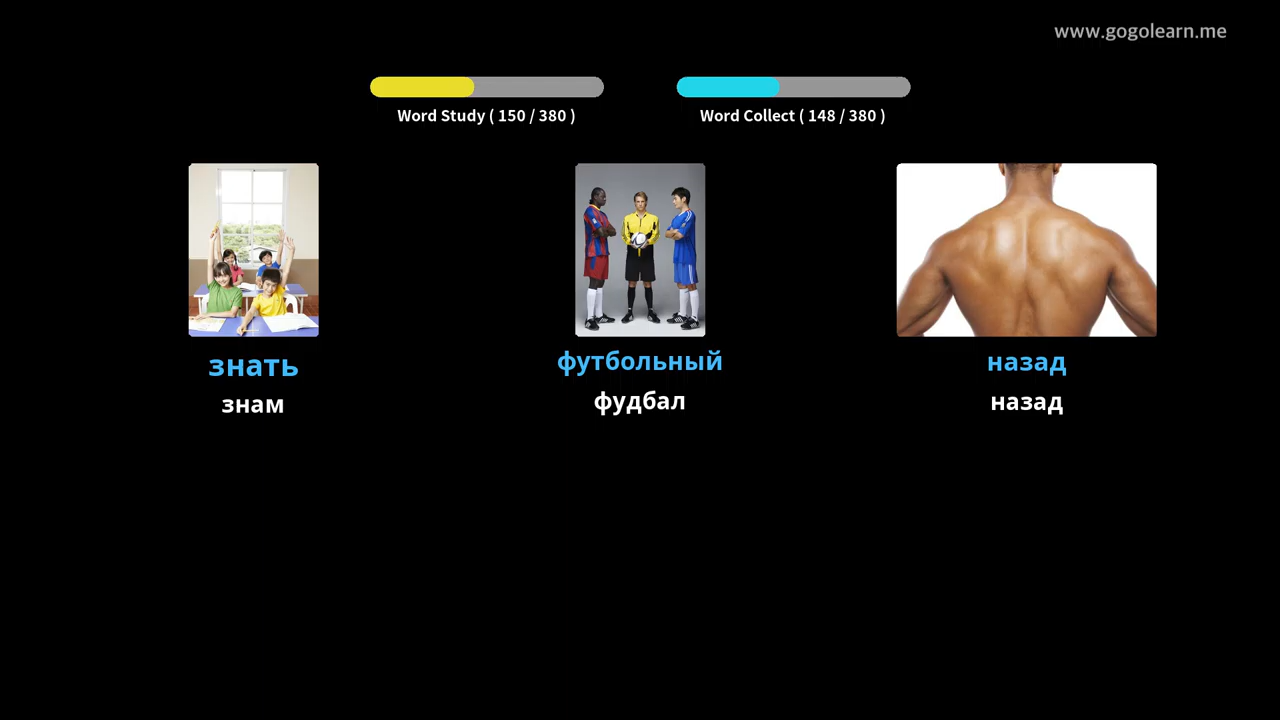 www.gogolearn.me
Word Study ( 150 / 380 )
Word Collect ( 148 / 380 )
знать
знам
футбольный
фудбал
назад
назад